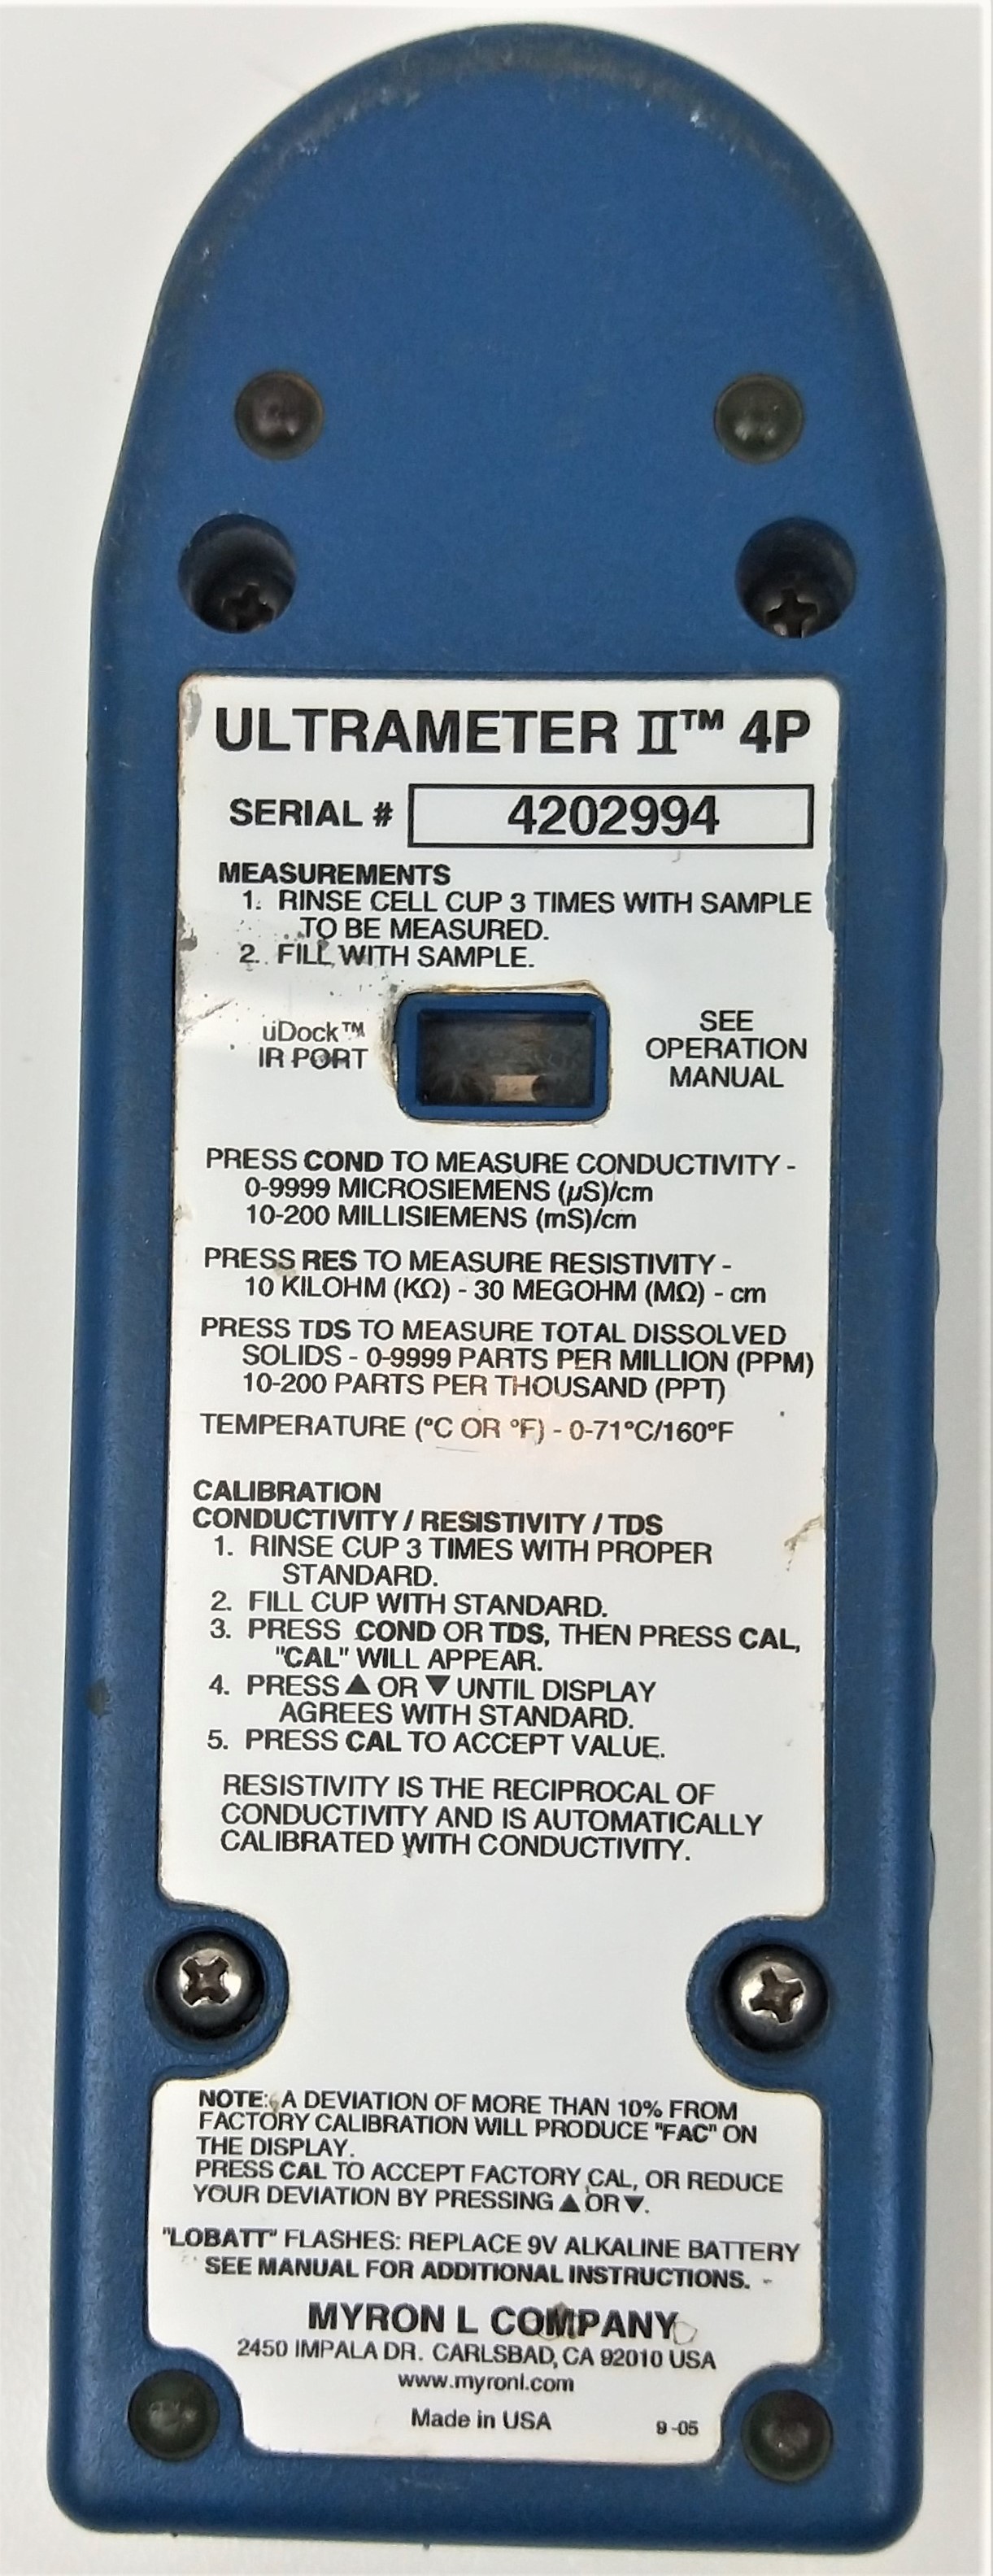 ULTRAMETER II™ 4P
SERIAL # 4202994
MEASUREMENTS
1. RINSE CELL CUP 3 TIMES WITH SAMPLE
TO BE MEASURED.
2. FILL WITH SAMPLE.
uDock™
IR PORT
SEE
OPERATION
MANUAL
PRESS COND TO MEASURE CONDUCTIVITY -
0-9999 MICROSIEMENS (µS)/cm
10-200 MILLISIEMENS (mS)/cm
PRESS RES TO MEASURE RESISTIVITY -
10 KILOHM (KΩ) - 30 MEGOHM (MΩ) - cm
PRESS TDS TO MEASURE TOTAL DISSOLVED
SOLIDS - 0-9999 PARTS PER MILLION (PPM)
10-200 PARTS PER THOUSAND (PPT)
TEMPERATURE (ºC OR ºF) - 0-71ºC/160ºF
CALIBRATION
CONDUCTIVITY / RESISTIVITY / TDS
1. RINSE CUP 3 TIMES WITH PROPER
STANDARD.
2. FILL CUP WITH STANDARD.
3. PRESS COND OR TDS, THEN PRESS CAL,
"CAL" WILL APPEAR.
4. PRESS ▲ OR ▼ UNTIL DISPLAY
AGREES WITH STANDARD.
5. PRESS CAL TO ACCEPT VALUE.
RESISTIVITY IS THE RECIPROCAL OF
CONDUCTIVITY AND IS AUTOMATICALLY
CALIBRATED WITH CONDUCTIVITY.
NOTE: A DEVIATION OF MORE THAN 10% FROM
FACTORY CALIBRATION WILL PRODUCE "FAC" ON
THE DISPLAY.
PRESS CAL TO ACCEPT FACTORY CAL, OR REDUCE
YOUR DEVIATION BY PRESSING ▲ OR ▼.
"LOBATT" FLASHES: REPLACE 9V ALKALINE BATTERY
SEE MANUAL FOR ADDITIONAL INSTRUCTIONS.
MYRON L COMPANY
2450 IMPALA DR. CARLSBAD, CA 92010 USA
www.myronl.com
Made in USA 9-05